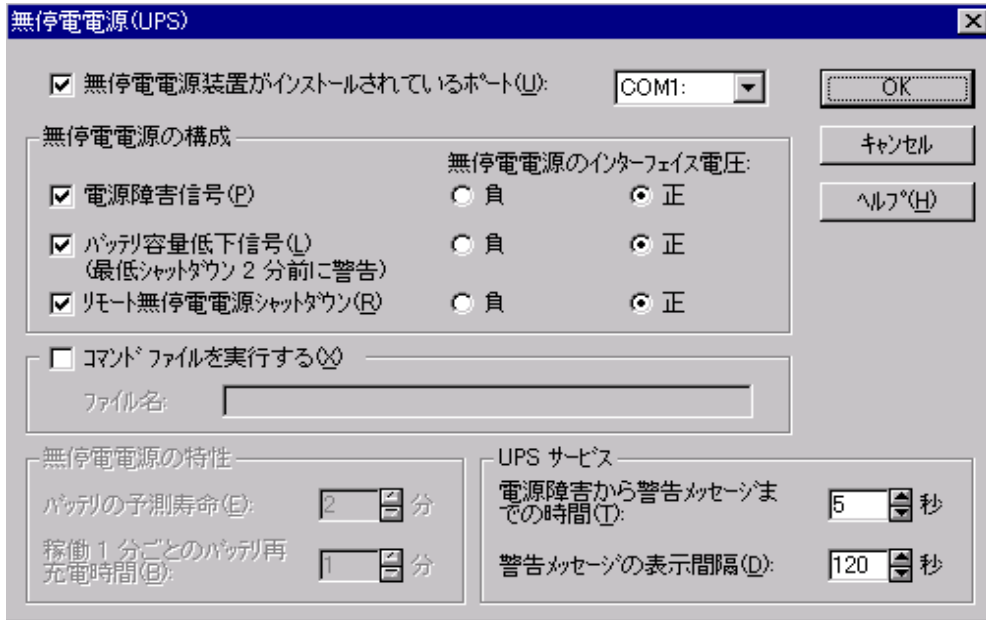 無停電電源(UPS)
無停電電源装置がｲﾝｽﾄｰﾙされているﾎﾟｰﾄ(U):
COM1:
OK
無停電電源の構成
ｷｬﾝｾﾙ
無停電電源のｲﾝﾀｰﾌｪｲｽ電圧:
電源障害信号(P)
負
正
ﾍﾙﾌﾟ(H)
ﾊﾞｯﾃﾘ容量低下信号(L)
負
正
(最低ｼｬｯﾄﾀﾞｳﾝ 2 分前に警告)
ﾘﾓｰﾄ無停電電源ｼｬｯﾄﾀﾞｳﾝ(R)
負
正
ｺﾏﾝﾄﾞ ﾌｧｲﾙを実行する(X)
ﾌｧｲﾙ名:
無停電電源の特性
ﾊﾞｯﾃﾘの予測寿命(E):
2
分
稼働 1 分ごとのﾊﾞｯﾃﾘ再
充電時間(B):
1
分
UPS ｻｰﾋﾞｽ
電源障害から警告ﾒｯｾｰｼﾞま
での時間(T):
5
秒
警告ﾒｯｾｰｼﾞの表示間隔(D):
120
秒